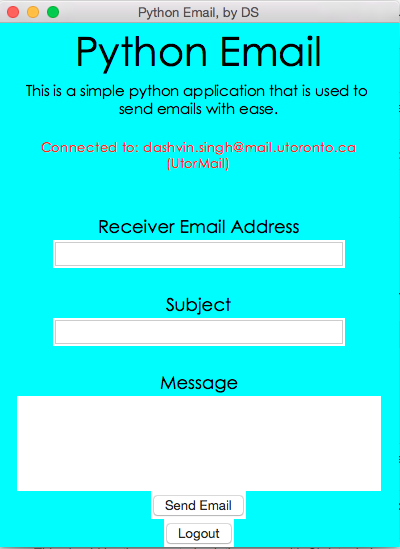 Python Email, by DS
Python Email
This is a simple python application that is used to
send emails with ease.
Connected to: dashvin.singh@mail.utoronto.ca
(UtorMail)
Receiver Email Address
Subject
Message
Send Email
Logout